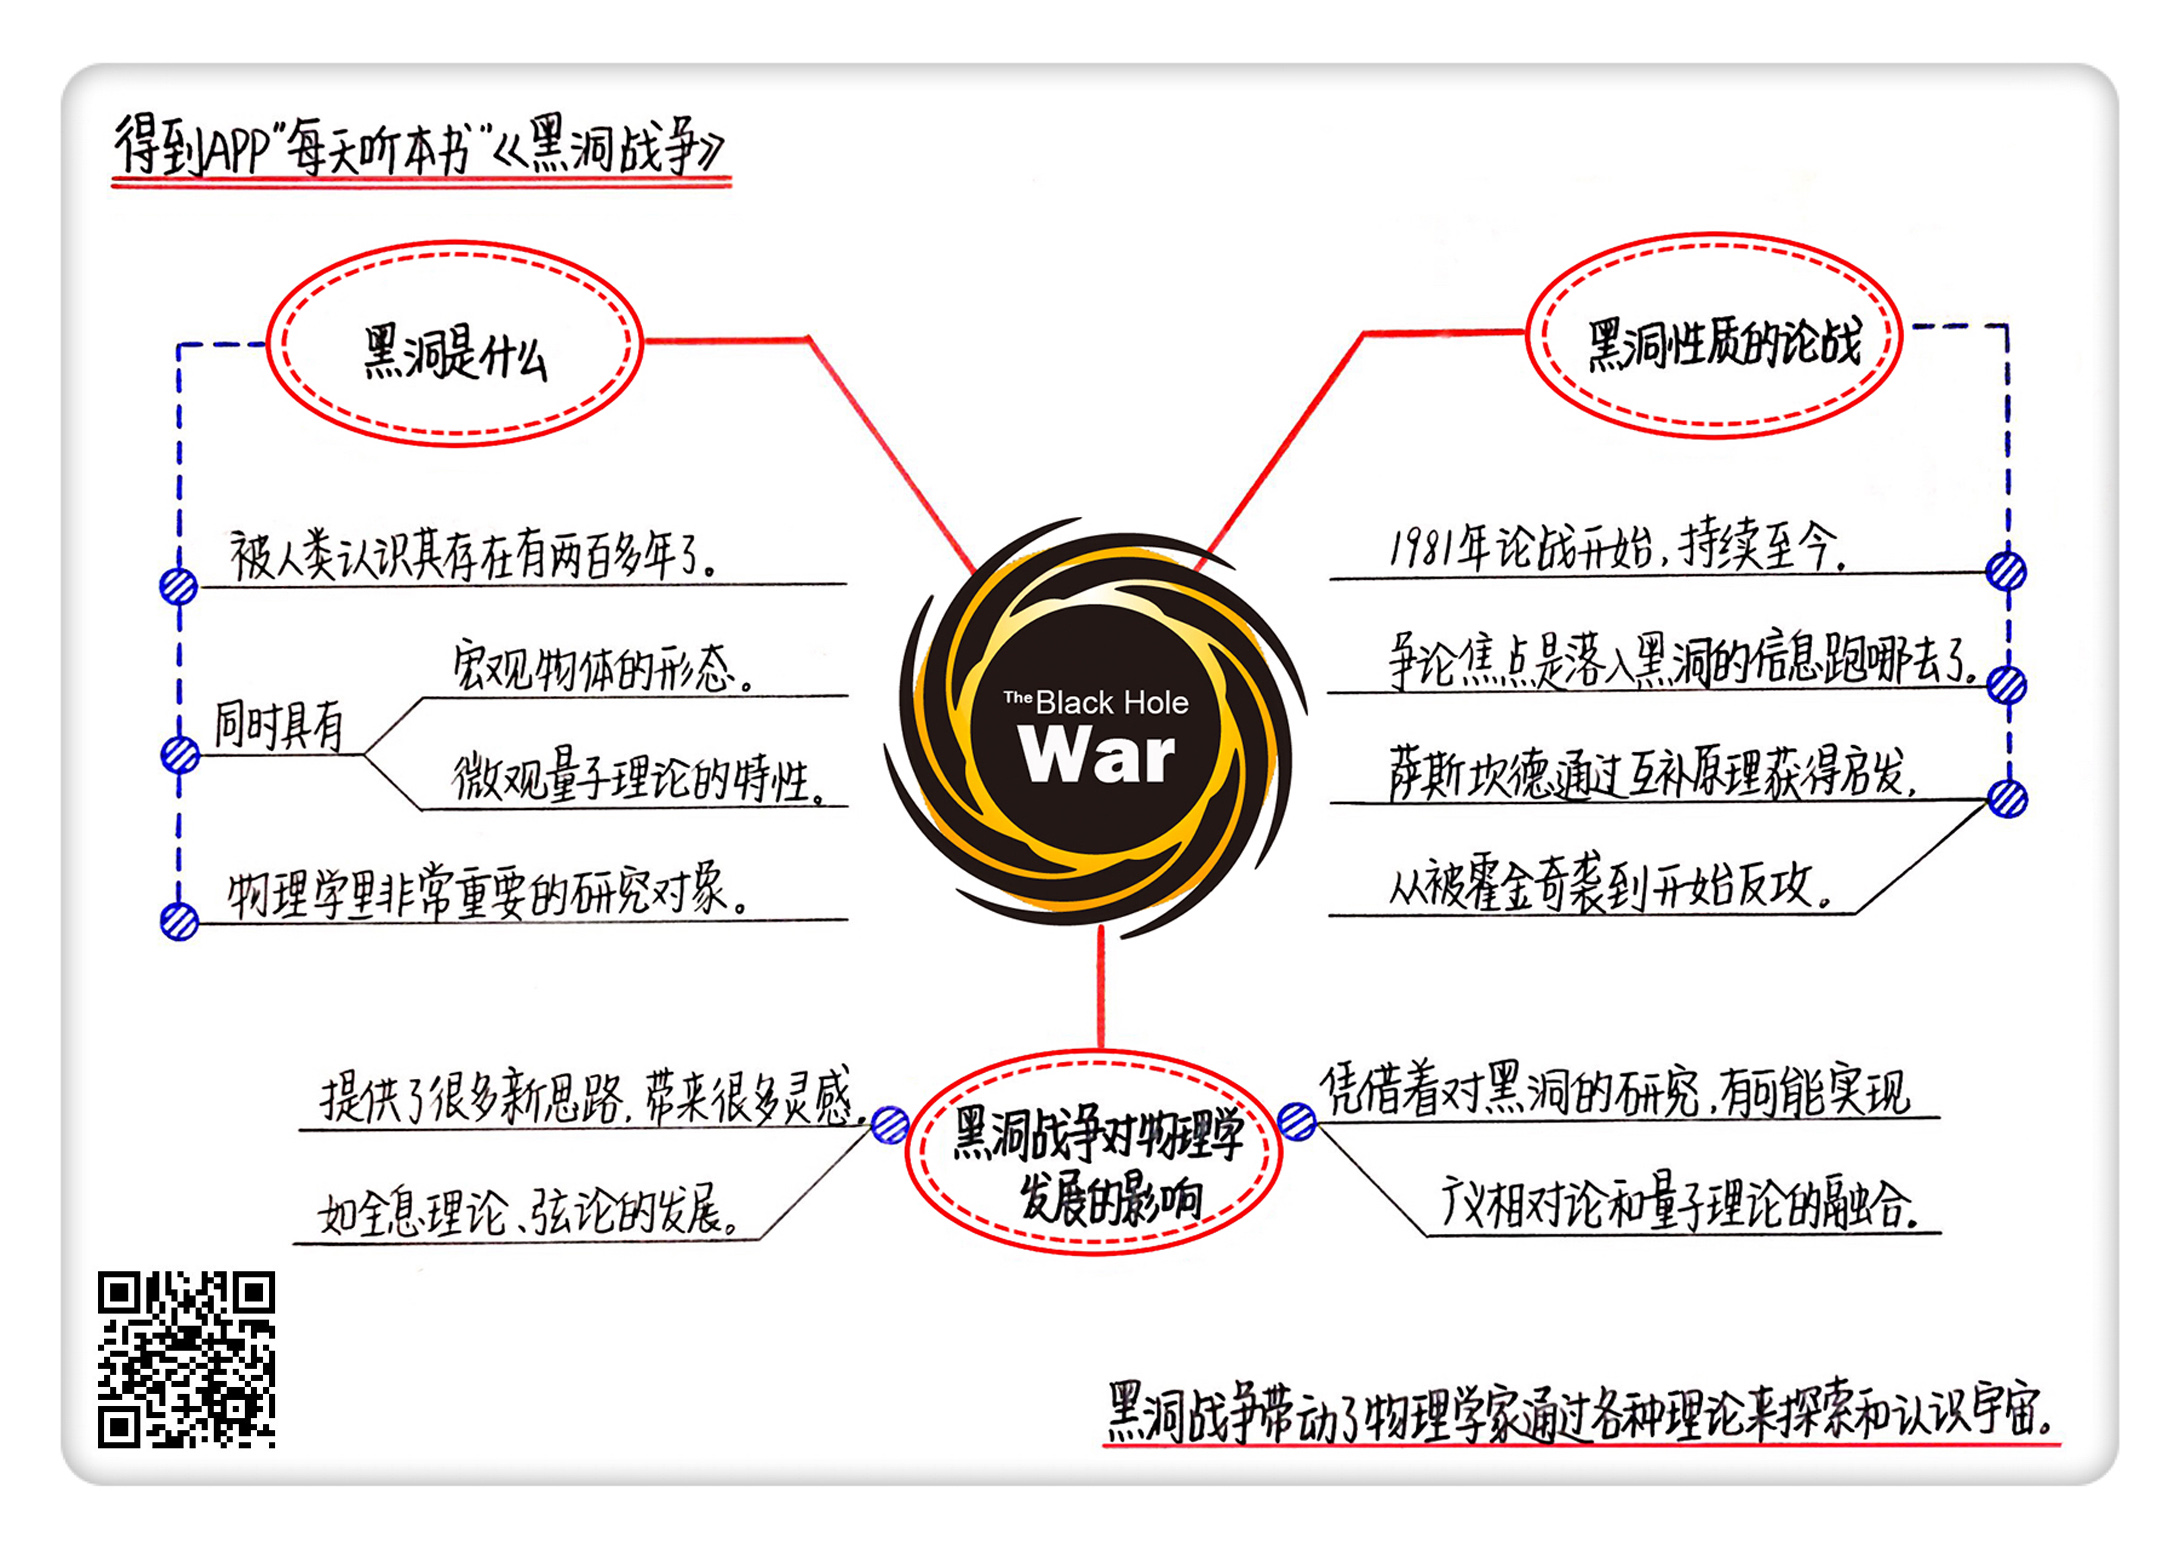 得到APP"每天听本书"《黑洞战争》
黑洞是什么
被人类认识其存在有两百多年了。
同时具有
宏观物体的形态。
微观量子理论的特性。
物理学里非常重要的研究对象。
黑洞性质的论战
1981年论战开始,持续至今.
争论焦点是落入黑洞的信息跑哪去了.
萨斯坎德通过互补原理获得启发,
从被霍金奇袭到开始反攻.
The Black Hole
War
黑洞战争对物理学
发展的影响
提供了很多新思路,带来很多灵感.
如全息理论、弦论的发展。
凭借着对黑洞的研究,有可能实现
广义相对论和量子理论的融合.
黑洞战争带动了物理学家通过各种理论来探索和认识宇宙。